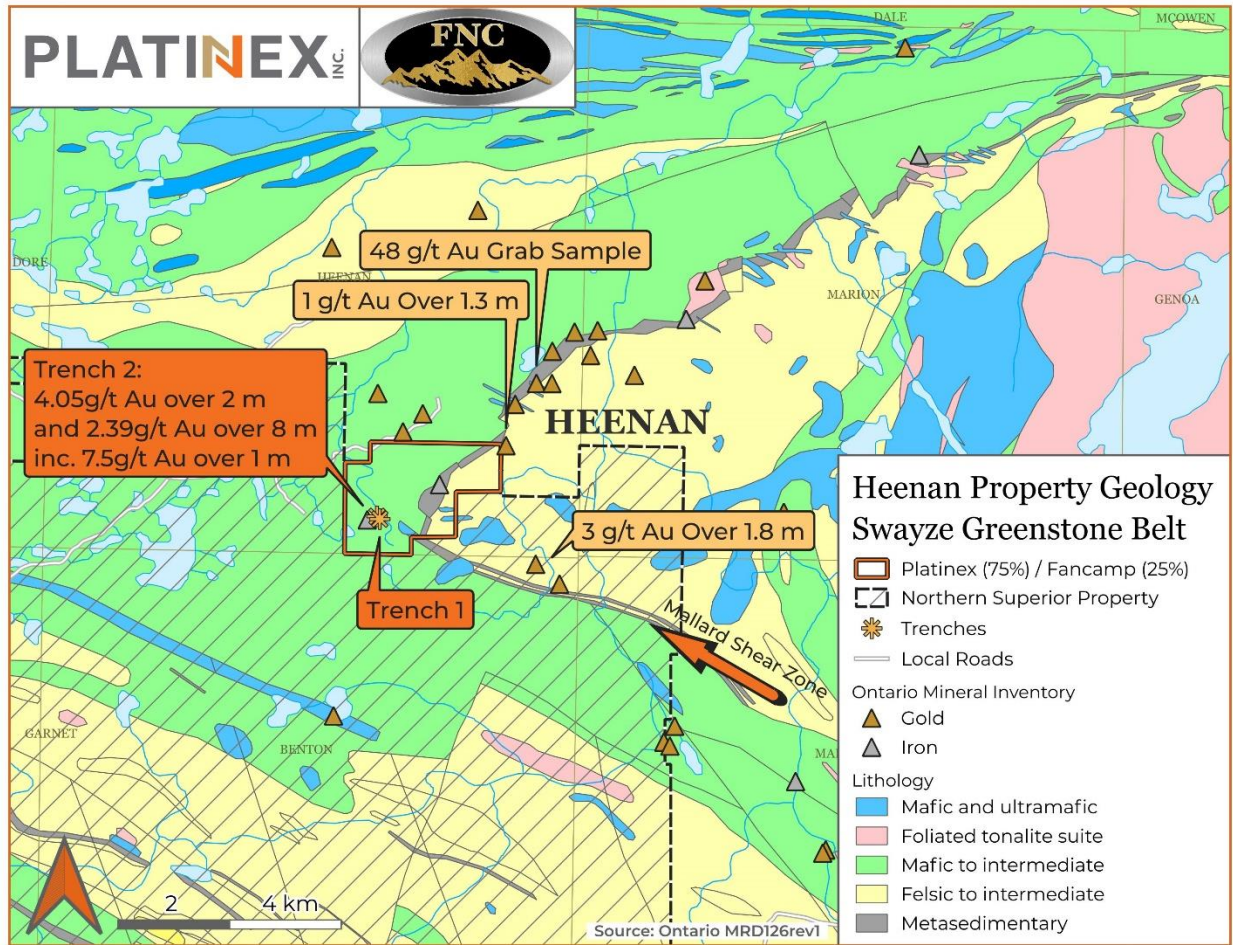 PLATINEX INC.
FNC
DALE
MCOWEN
48 g/t Au Grab Sample
DORE
HEENAN
1 g/t Au Over 1.3 m
MARION
GENOA
Trench 2:
4.05g/t Au over 2 m
and 2.39g/t Au over 8 m
inc. 7.5g/t Au over 1 m
HEENAN
3 g/t Au Over 1.8 m
Trench 1
Mallard Shear Zone
GARNET
BENTON
MA
2
4 km
Source: Ontario MRD126rev1
Heenan Property Geology
Swayze Greenstone Belt
Platinex (75%) / Fancamp (25%)
Northern Superior Property
Trenches
Local Roads
Ontario Mineral Inventory
Gold
Iron
Lithology
Mafic and ultramafic
Foliated tonalite suite
Mafic to intermediate
Felsic to intermediate
Metasedimentary